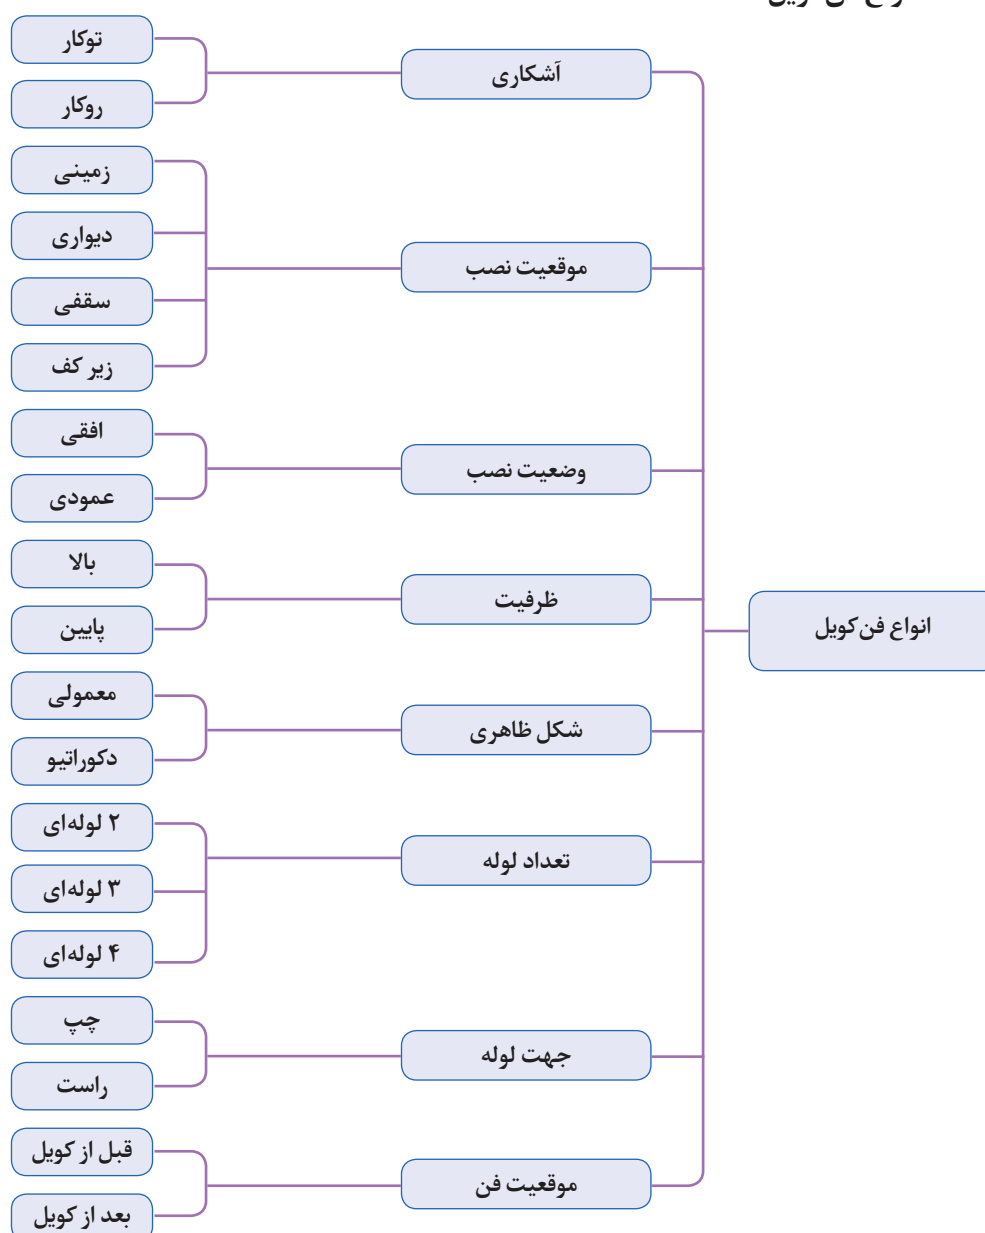 انواع فن‌کویل
آشکاری
توکار
روکار
موقعیت نصب
زمینی
دیواری
سقفی
زیر کف
وضعیت نصب
افقی
عمودی
ظرفیت
بالا
پایین
شکل ظاهری
معمولی
دکوراتیو
تعداد لوله
۲ لوله‌ای
۳ لوله‌ای
۴ لوله‌ای
جهت لوله
چپ
راست
موقعیت فن
قبل از کویل
بعد از کویل